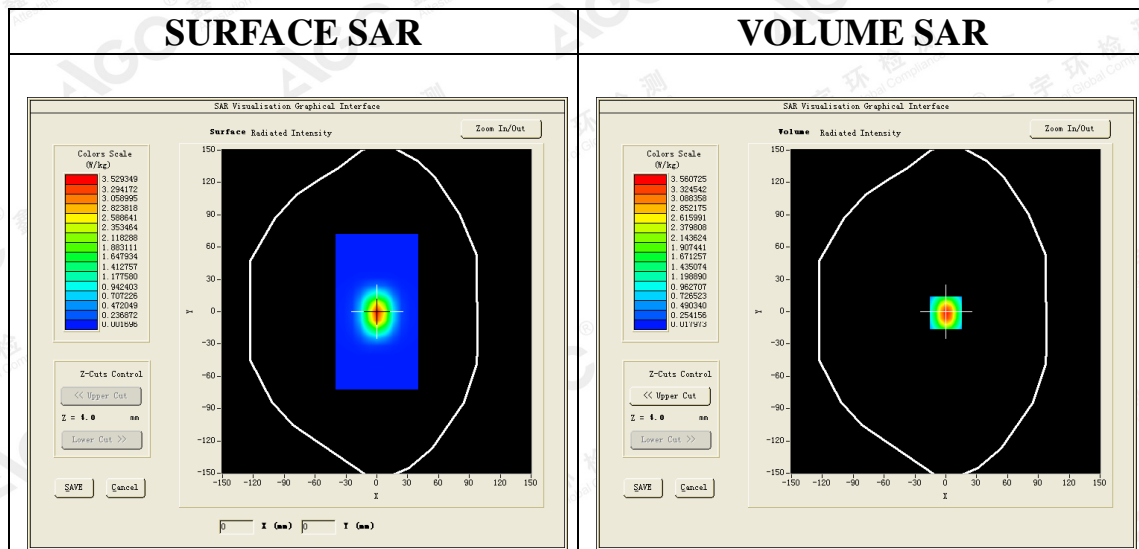 SURFACE SAR
VOLUME SAR
SAR Visualisation Graphical Interface
Surface Radiated Intensity
Zoom In/Out
Colors Scale
(W/kg)
3.529349
3.294172
3.058995
2.823818
2.588641
2.353464
2.118288
1.883111
1.647934
1.412757
1.177580
0.942403
0.707226
0.472049
0.236872
0.001696
150
120
90
60
30
0
-30
-60
-90
-120
-150
Y
-150 -120 -90 -60 -30 0 30 60 90 120 150
X
Z-Cuts Control
<< Upper Cut
Z = 4.0 mm
Lower Cut >>
SAVE
Cancel
0 X (mm) 0 Y (mm)
SAR Visualisation Graphical Interface
Volume Radiated Intensity
Zoom In/Out
Colors Scale
(W/kg)
3.560725
3.324542
3.088358
2.852175
2.615991
2.379808
2.143624
1.907441
1.671257
1.435074
1.198890
0.962707
0.726523
0.490340
0.254156
0.017973
150
120
90
60
30
0
-30
-60
-90
-120
-150
Y
-150 -120 -90 -60 -30 0 30 60 90 120 150
X
Z-Cuts Control
<< Upper Cut
Z = 4.0 mm
Lower Cut >>
SAVE
Cancel